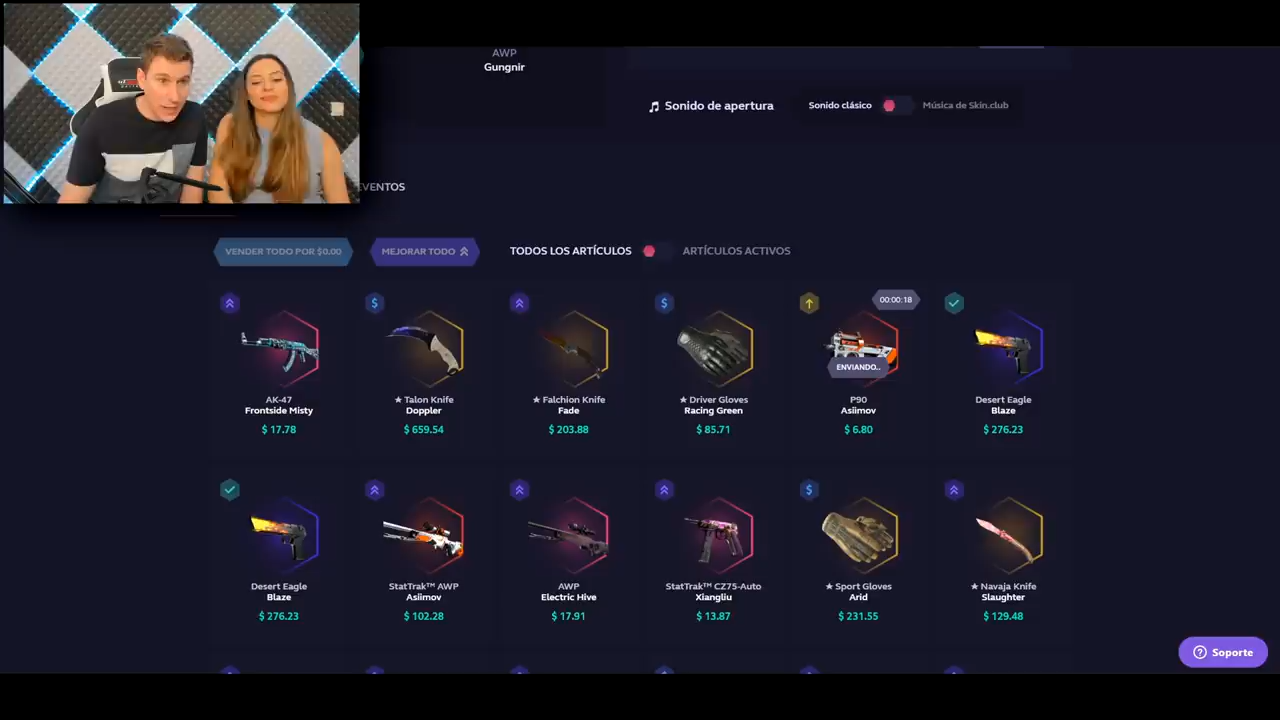 AWP
Gungnir
Sonido de apertura
Sonido clásico
Música de Skin.club
EVENTOS
VENDER TODO POR $0.00
MEJORAR TODO
TODOS LOS ARTÍCULOS
ARTÍCULOS ACTIVOS
00:00:18
ENVIANDO..
AK-47
Frontside Misty
$ 17.78
★ Talon Knife
Doppler
$ 659.54
★ Falchion Knife
Fade
$ 203.88
★ Driver Gloves
Racing Green
$ 85.71
P90
Asiimov
$ 6.80
Desert Eagle
Blaze
$ 276.23
Desert Eagle
Blaze
$ 276.23
StatTrak™ AWP
Asiimov
$ 102.28
AWP
Electric Hive
$ 17.91
StatTrak™ CZ75-Auto
Xiangliu
$ 13.87
★ Sport Gloves
Arid
$ 231.55
★ Navaja Knife
Slaughter
$ 129.48
Soporte